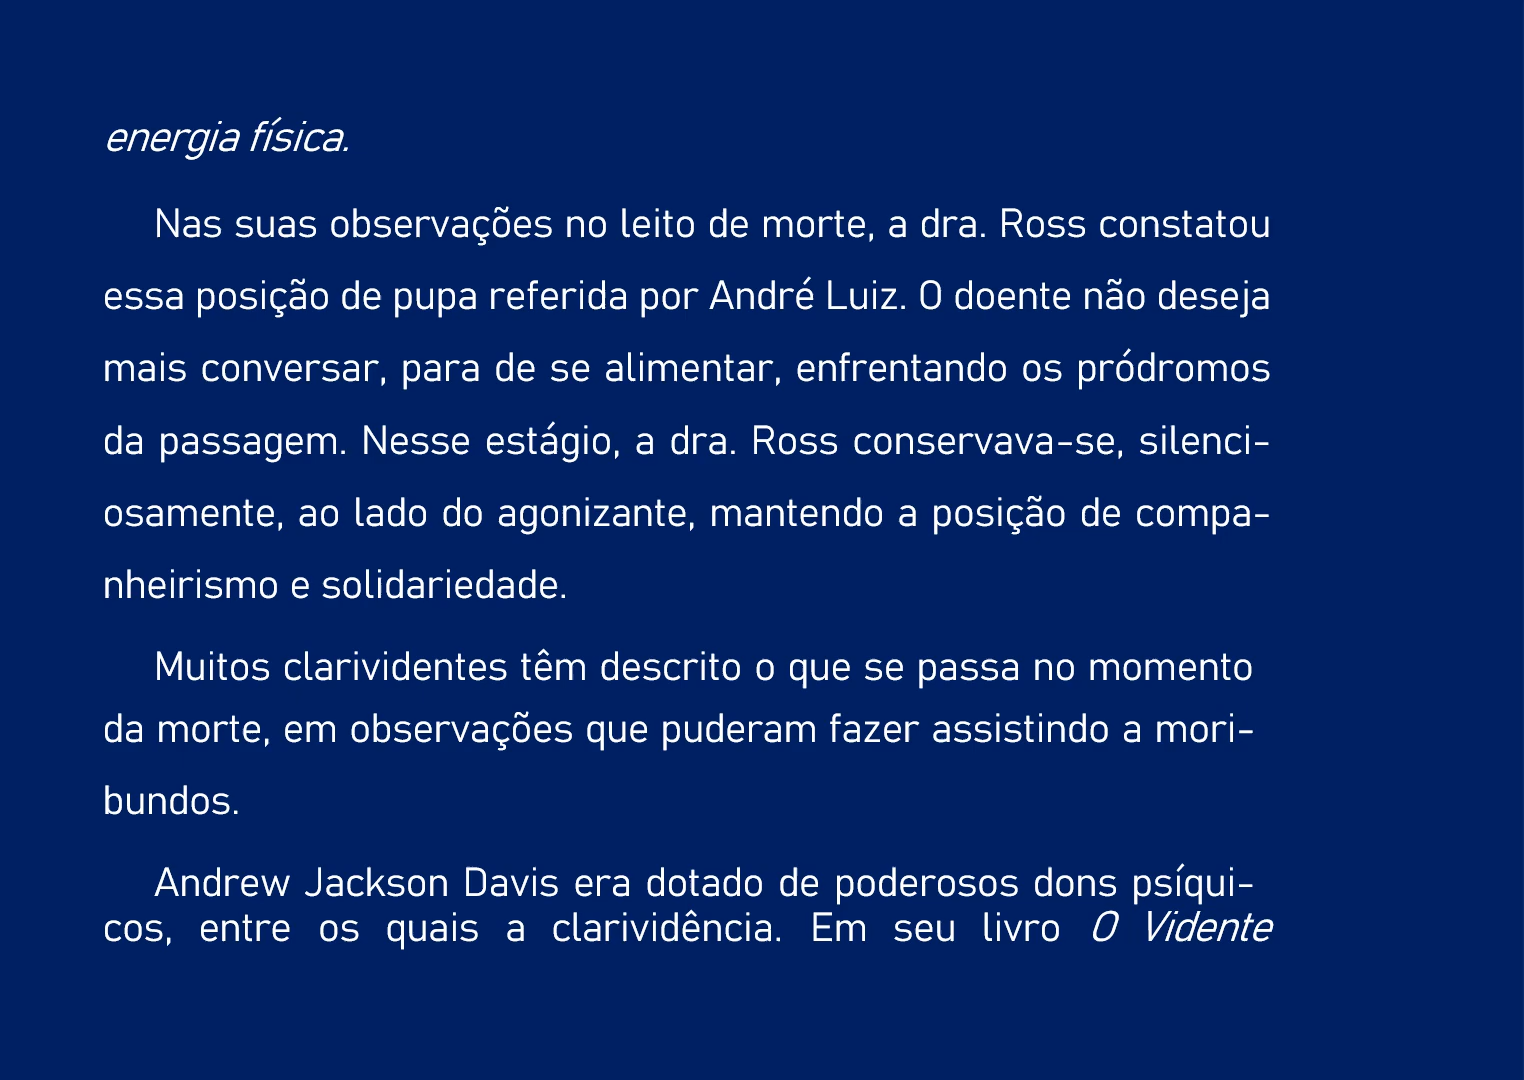 energia física.
Nas suas observações no leito de morte, a dra. Ross constatou
essa posição de pupa referida por André Luiz. O doente não deseja
mais conversar, para de se alimentar, enfrentando os pródromos
da passagem. Nesse estágio, a dra. Ross conservava-se, silenci-
osamente, ao lado do agonizante, mantendo a posição de compa-
nheirismo e solidariedade.
Muitos clarividentes têm descrito o que se passa no momento
da morte, em observações que puderam fazer assistindo a mori-
bundos.
Andrew Jackson Davis era dotado de poderosos dons psíqui-
cos, entre os quais a clarividência. Em seu livro O Vidente